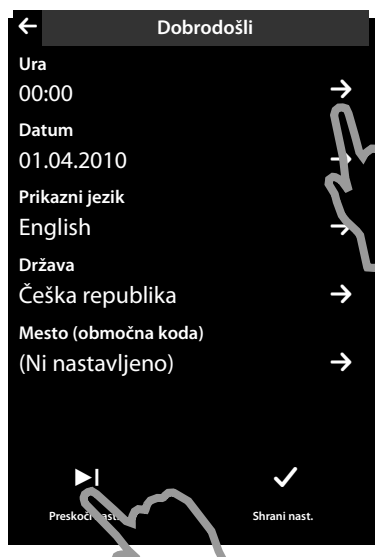 Dobrodošli
Ura
00:00
Datum
01.04.2010
Prikazni jezik
English
Država
Češka republika
Mesto (območna koda)
(Ni nastavljeno)
Preskoči
Shrani nast.